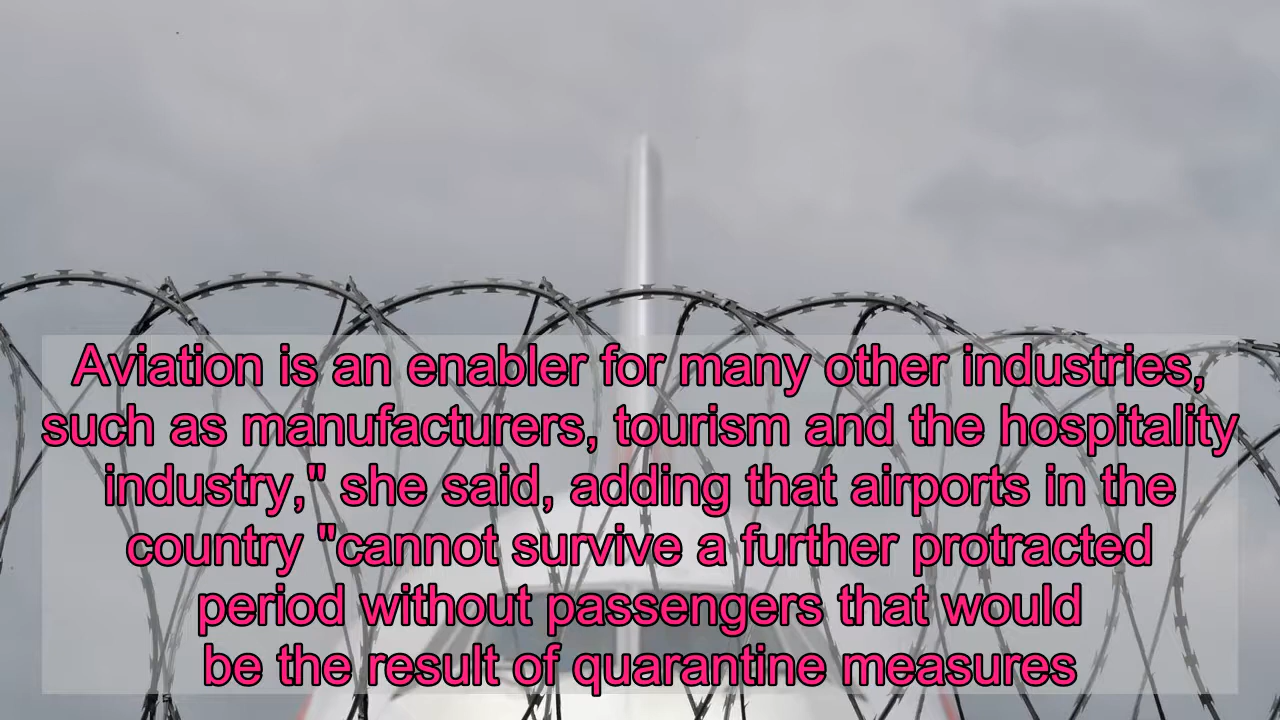 Aviation is an enabler for many other industries,
such as manufacturers, tourism and the hospitality
industry," she said, adding that airports in the
country "cannot survive a further protracted
period without passengers that would
be the result of quarantine measures